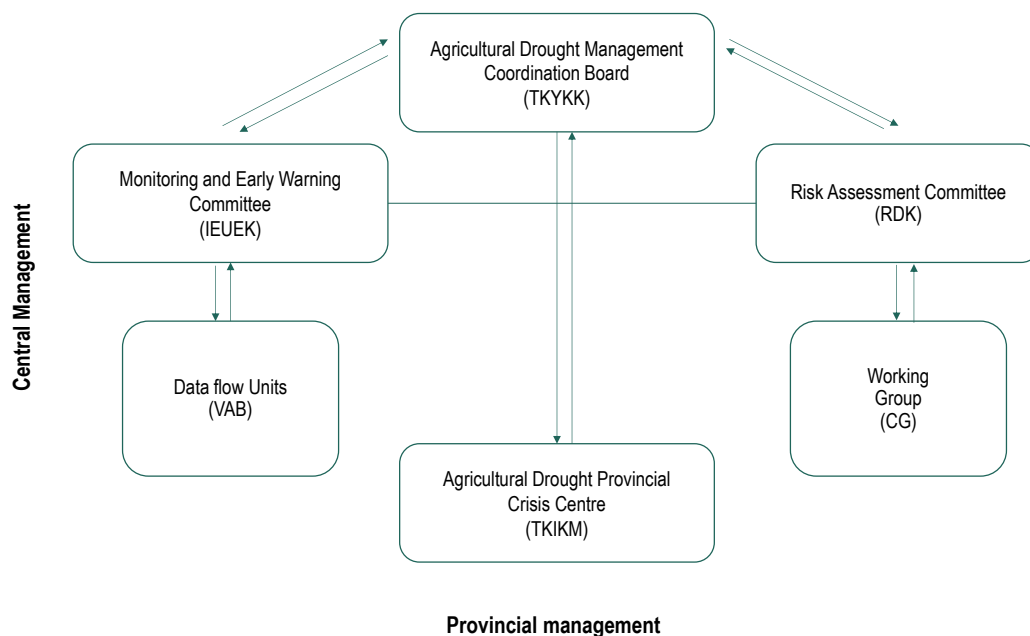 Agricultural Drought Management
Coordination Board
(TKYKK)
Monitoring and Early Warning
Committee
(IEUEK)
Risk Assessment Committee
(RDK)
Central Management
Data flow Units
(VAB)
Working
Group
(CG)
Agricultural Drought Provincial
Crisis Centre
(TKIKM)
Provincial management